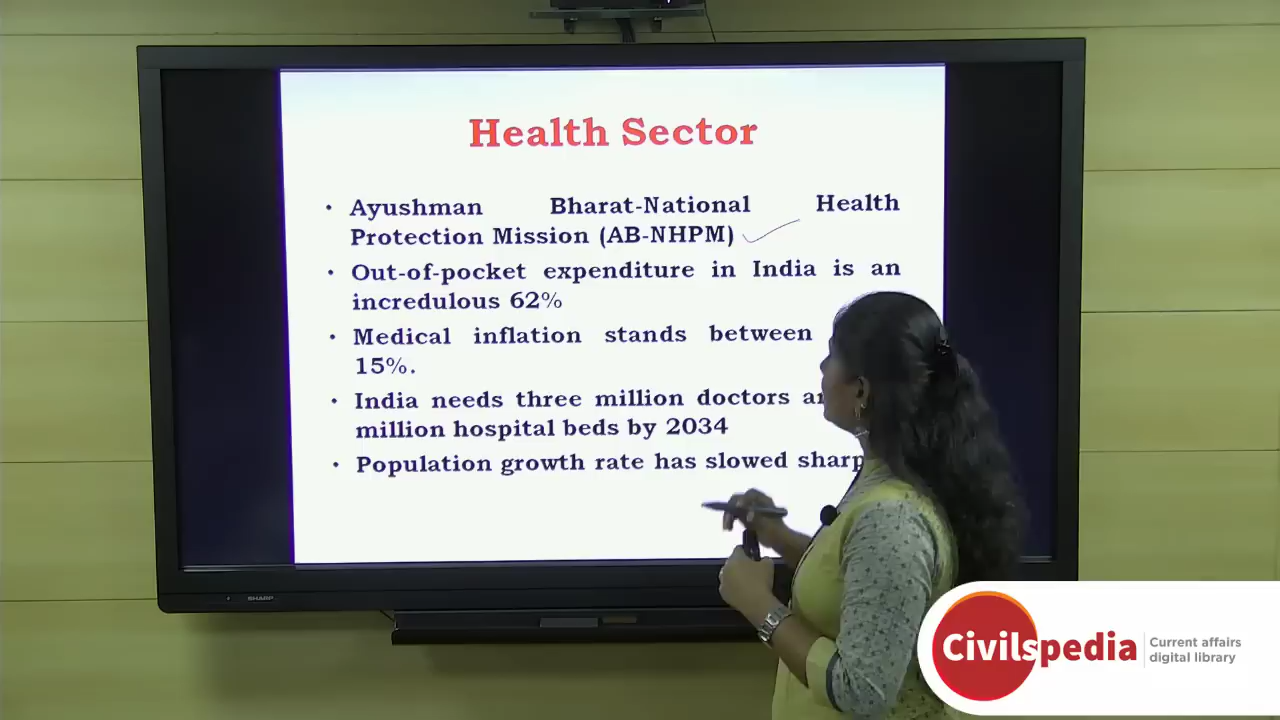 Health Sector
• Ayushman Bharat-National Health
Protection Mission (AB-NHPM)
• Out-of-pocket expenditure in India is an
incredulous 62%
• Medical inflation stands between
15%.
• India needs three million doctors
million hospital beds by 2034
• Population growth rate has slowed
SHARP
Civilspedia
Current affairs
digital library